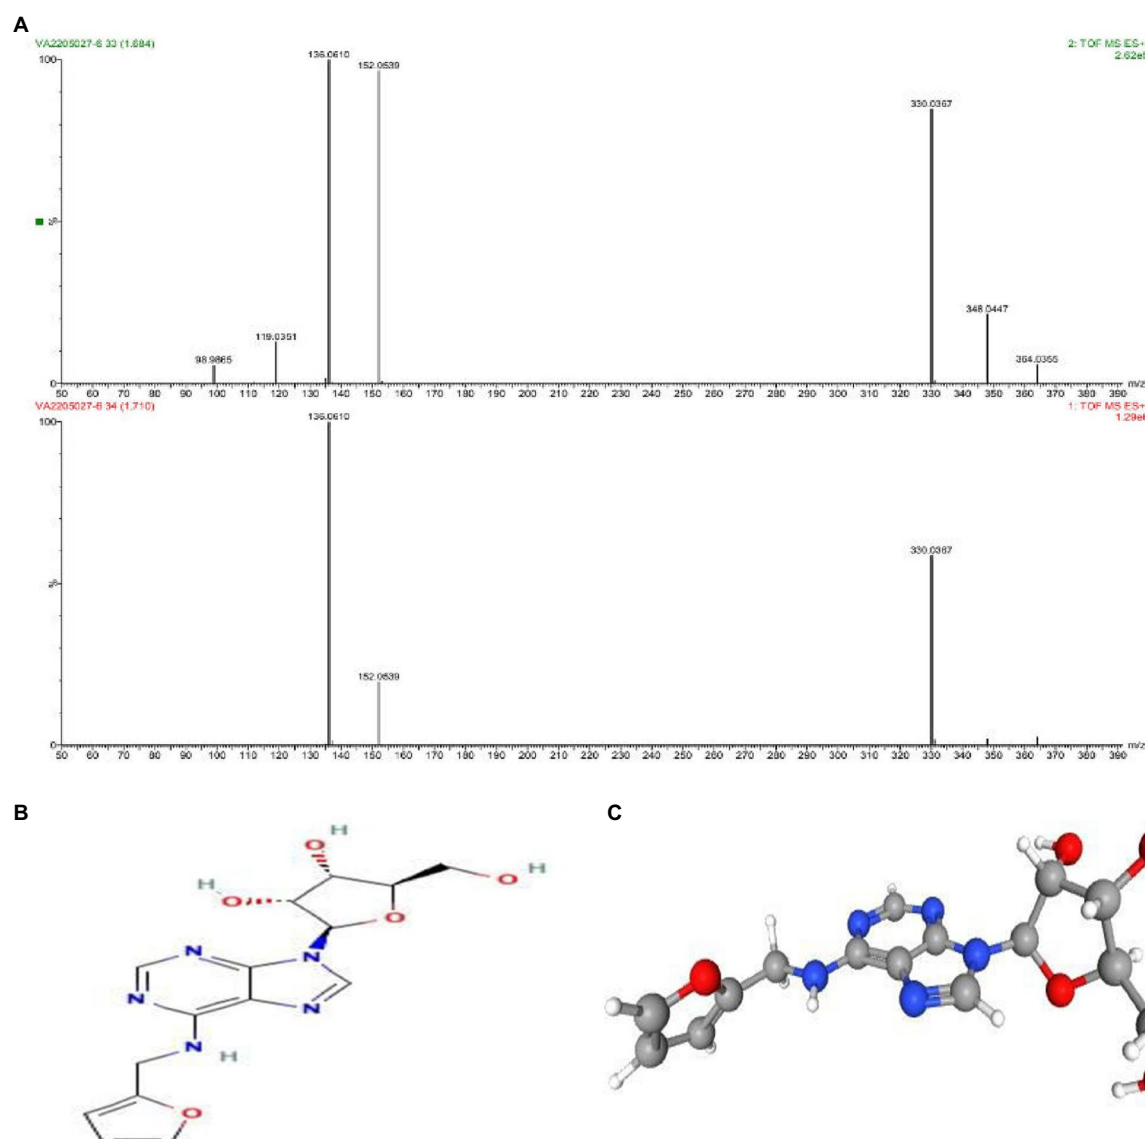 A
VA2205027-6 33 (1.684)
2: TOF MS ES+
2.62e
136.0610
100
152.0539
330.0367
%
348.0447
119.0351
98.9865
364.0355
0
50 60 70 80 90 100 110 120 130 140 150 160 170 180 190 200 210 220 230 240 250 260 270 280 290 300 310 320 330 340 350 360 370 380 390
m/z
VA2205027-6 34 (1.710)
1: TOF MS ES+
1.29e
136.0610
100
330.0367
%
152.0539
0
50 60 70 80 90 100 110 120 130 140 150 160 170 180 190 200 210 220 230 240 250 260 270 280 290 300 310 320 330 340 350 360 370 380 390
m/z
B
C
H
O
H
H
O
O
O
N
N
N
N
N
H
O